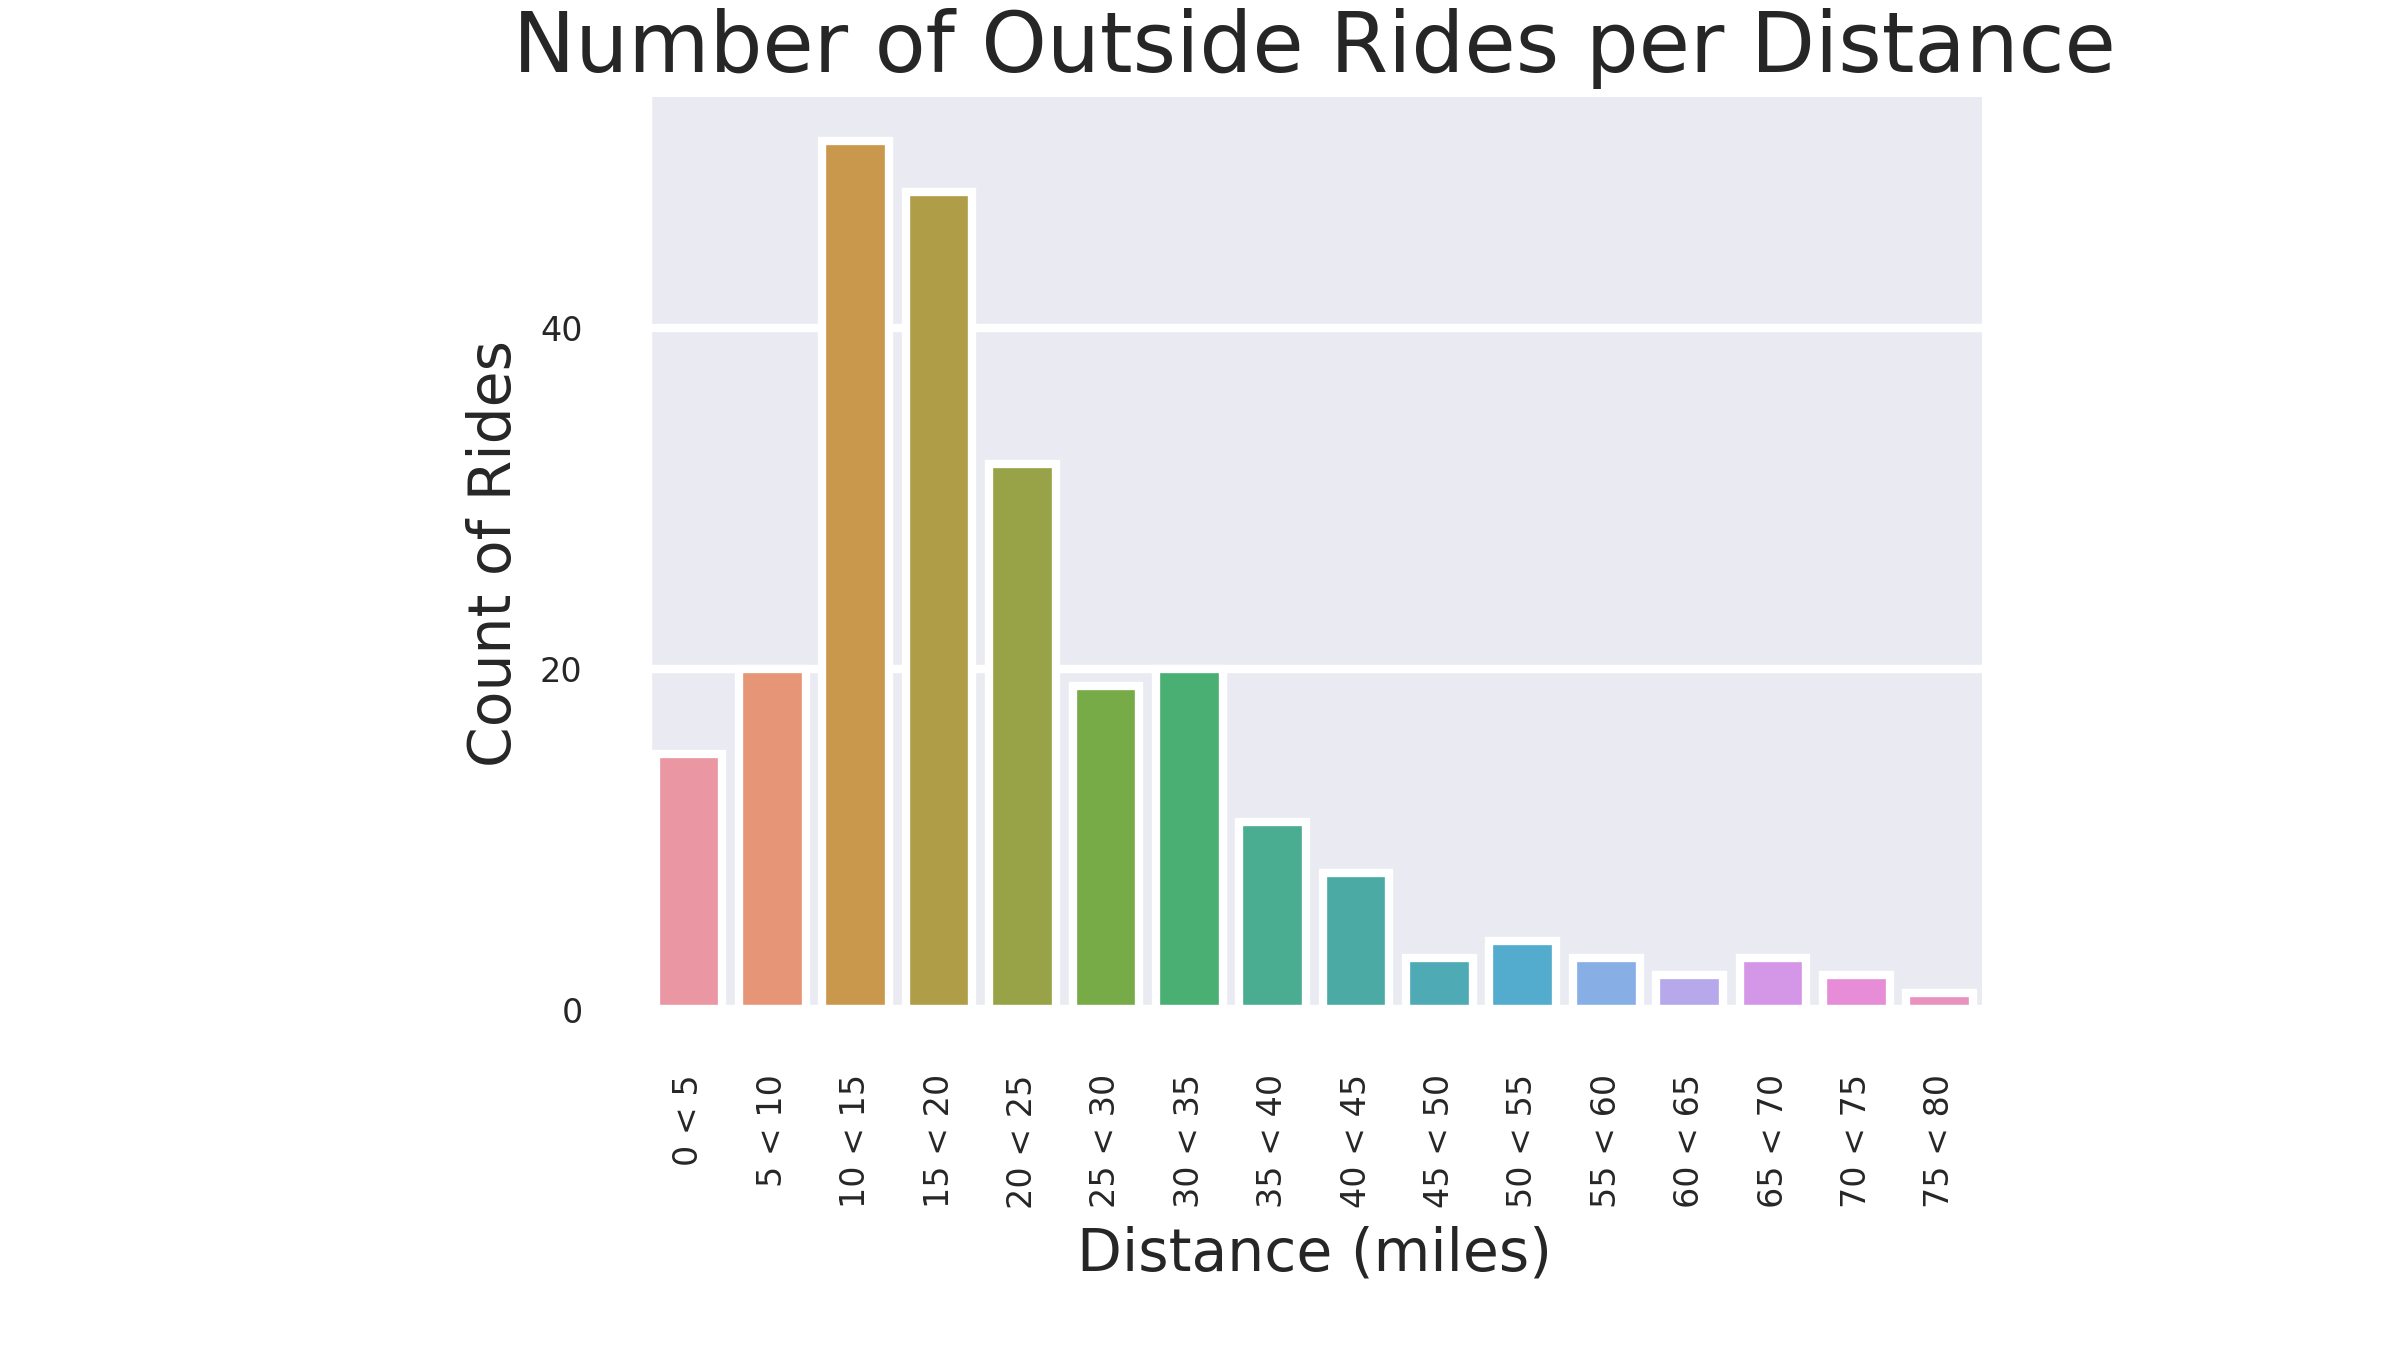 Number of Outside Rides per Distance
Count of Rides
40
20
0
0 < 5
5 < 10
10 < 15
15 < 20
20 < 25
25 < 30
30 < 35
35 < 40
40 < 45
45 < 50
50 < 55
55 < 60
60 < 65
65 < 70
70 < 75
75 < 80
Distance (miles)